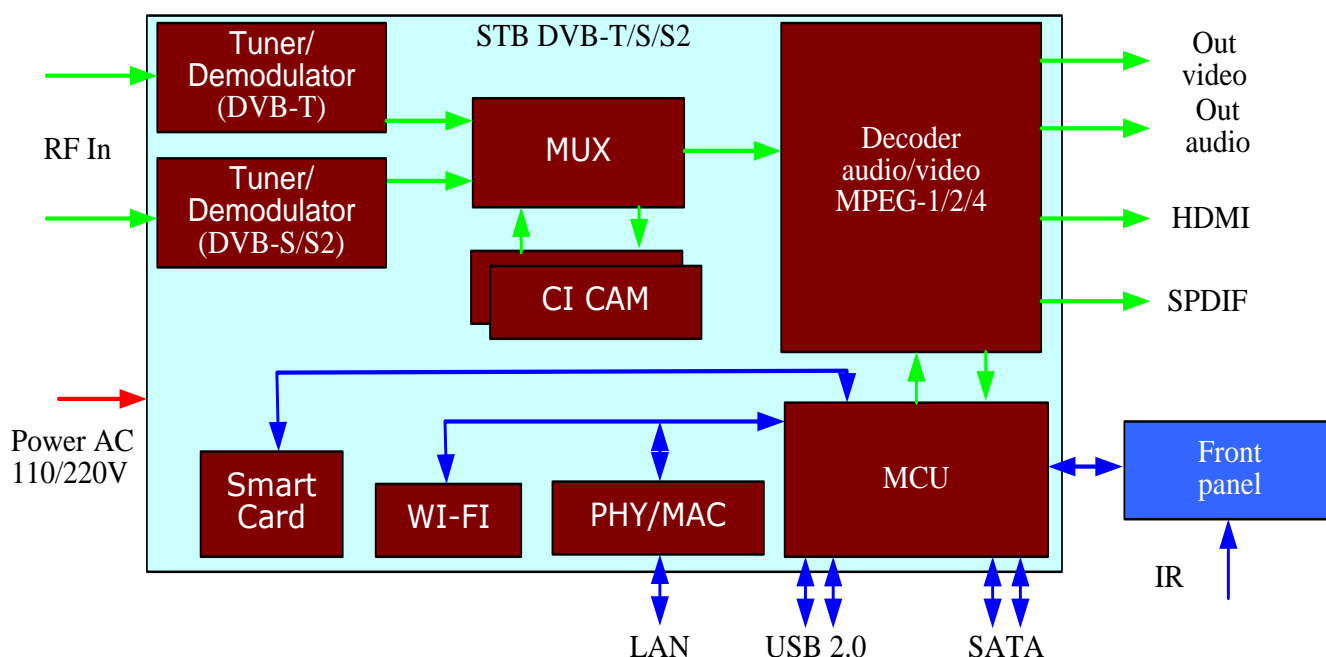 STB DVB-T/S/S2
Tuner/
Demodulator
(DVB-T)
RF In
Tuner/
Demodulator
(DVB-S/S2)
MUX
CI CAM
Decoder
audio/video
MPEG-1/2/4
Out
video
Out
audio
HDMI
SPDIF
Power AC
110/220V
Smart
Card
WI-FI
PHY/MAC
MCU
Front
panel
IR
LAN
USB 2.0
SATA